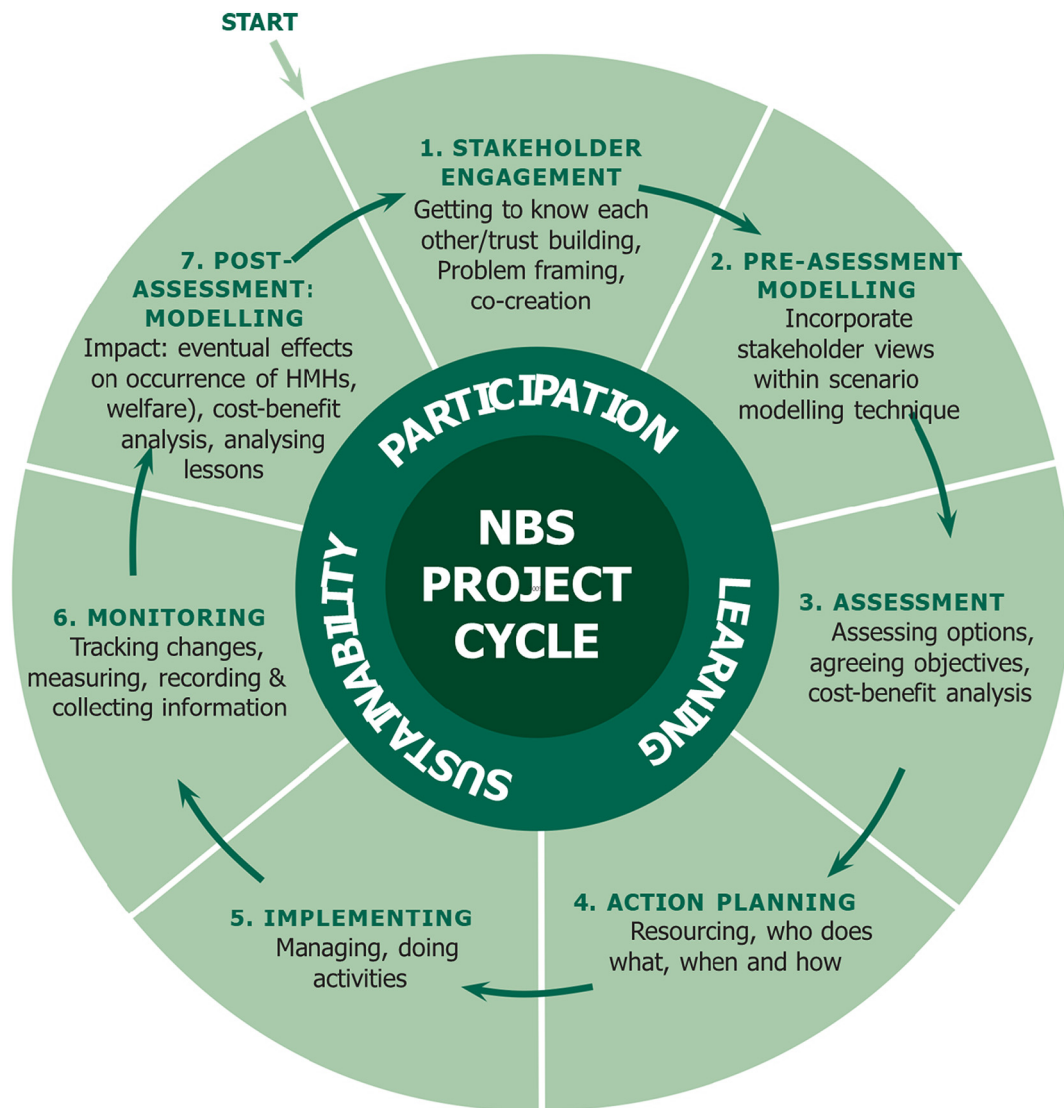 START
1. STAKEHOLDER
ENGAGEMENT
Getting to know each
other/trust building,
Problem framing,
co-creation
2. PRE-ASESSMENT
MODELLING
Incorporate
stakeholder views
within scenario
modelling technique
3. ASSESSMENT
Assessing options,
agreeing objectives,
cost-benefit analysis
4. ACTION PLANNING
Resourcing, who does
what, when and how
5. IMPLEMENTING
Managing, doing
activities
6. MONITORING
Tracking changes,
measuring, recording &
collecting information
7. POST-
ASSESSMENT:
MODELLING
Impact: eventual effects
on occurrence of HMHs,
welfare), cost-benefit
analysis, analysing
lessons
PARTICIPATION
LEARNING
SUSTAINABILITY
NBS
PROJECT
CYCLE